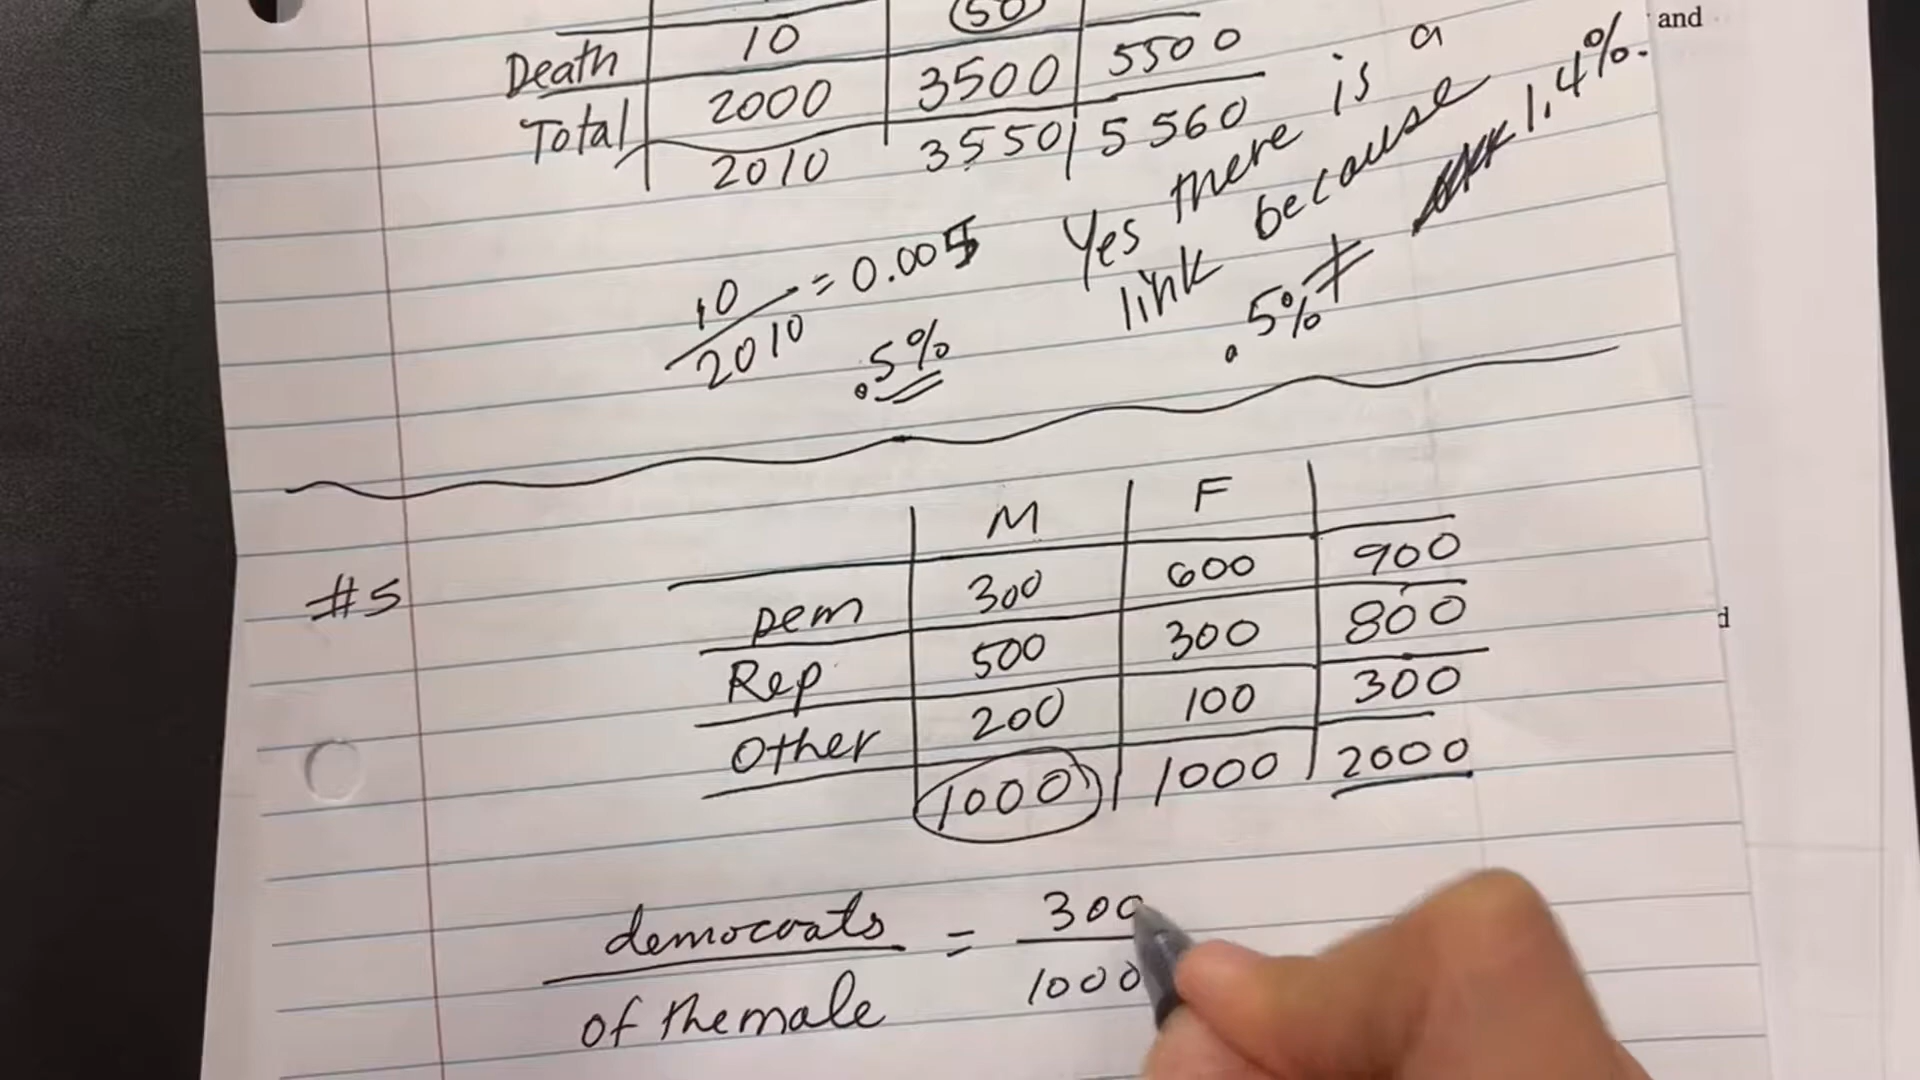 50
Death 10 3500 5500
Total 2000 3550 5560
2010
and
10/2010 = 0.005
.5%
Yes there is a
link because
.5% ≠ 1.4%.
M F
#5
Dem 300 600 900
Rep 500 300 800
Other 200 100 300
1000 1000 2000
democrats = 300
of the male 1000
d